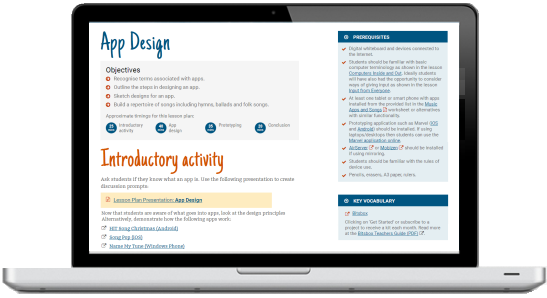 App Design
Objectives
Recognise terms associated with apps.
Outline the steps in designing an app.
Sketch designs for an app.
Build a repertoire of songs including hymns, ballads and folk songs.
Approximate timings for this lesson plan:
Introductory
activity
App
design
Prototyping
Conclusion
Introductory activity
Ask students if they know what an app is. Use the following presentation to create
discussion prompts:
Lesson Plan Presentation: App Design
Now that students are aware of what goes into apps, look at the design principles
Alternatively, demonstrate how the following apps work:
Hit! Song Christmas (Android)
Song Pop (iOS)
Name My Tune (Windows Phone)
PREREQUISITES
Digital whiteboard and devices connected to
the internet.
Students should be familiar with basic
computer terminology as shown in the lesson
Computers Inside and Out. Ideally students
will have also had the opportunity to consider
ways of giving input as shown in the lesson
Input from Everyone.
At least one tablet or smart phone with apps
installed from the provided list in the Music
Apps and Songs worksheet or alternatives
with similar functionality.
Prototyping application such as Marvel (iOS
and Android) should be installed. If using
laptops/desktops then students can use the
Marvel application online.
AirServer or Mobizen should be installed
if using mirroring.
Students should be familiar with the rules of
device use.
Pencils, erasers, A3 paper, rulers.
KEY VOCABULARY
Bitsbox
Clicking on 'Get Started' or subscribe to a
project to receive a kit each month. Read more
at the Bitsbox Teachers Guide (PDF).